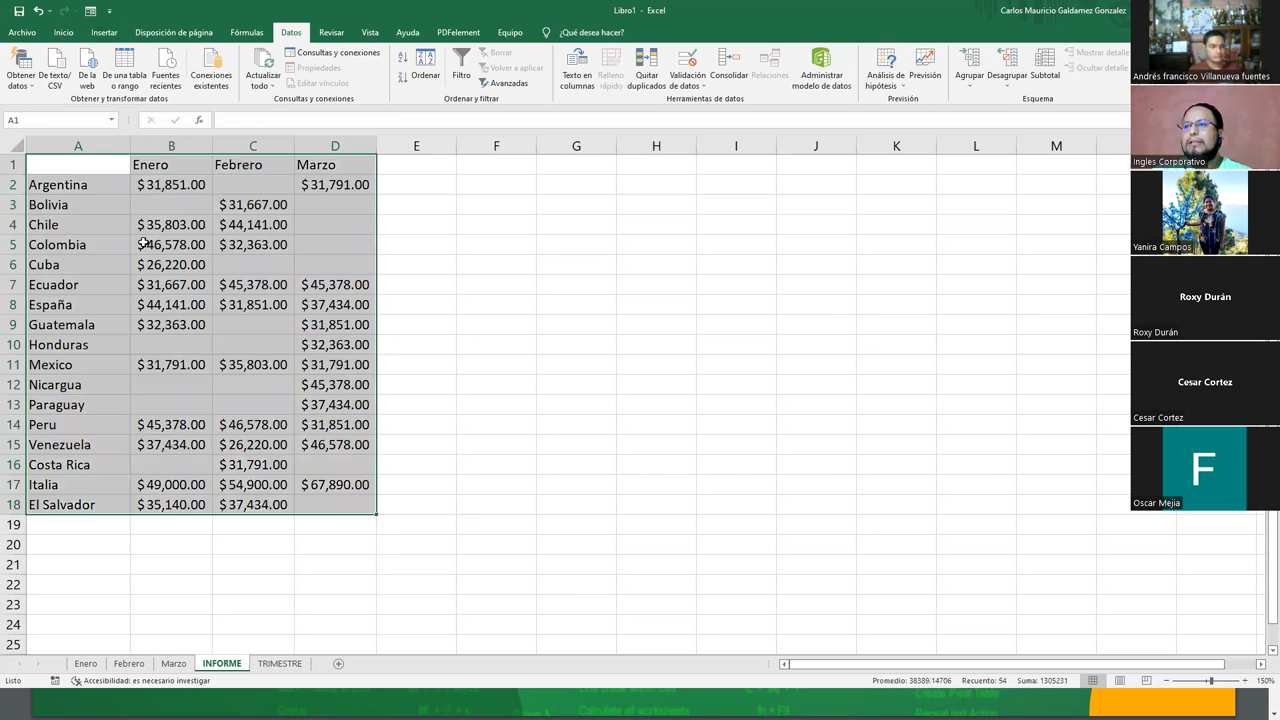 Libro1 - Excel
Carlos Mauricio Galdamez Gonzalez
Archivo Inicio Insertar Disposición de página Fórmulas Datos Revisar Vista Ayuda PDFelement Equipo ¿Qué desea hacer?
Obtener datos
De texto/CSV
De la web
De una tabla o rango
Fuentes recientes
Conexiones existentes
Obtener y transformar datos
Actualizar todo
Consultas y conexiones
Propiedades
Editar vínculos
Consultas y conexiones
Ordenar
Filtro
Borrar
Volver a aplicar
Avanzadas
Ordenar y filtrar
Texto en columnas
Relleno rápido
Quitar duplicados
Validación de datos
Consolidar
Relaciones
Administrar modelo de datos
Herramientas de datos
Análisis de hipótesis
Previsión
Previsión
Agrupar
Desagrupar
Subtotal
Mostrar detalle
Ocultar detalle
Esquema
A1
A B C D E F G H I J K L M
1 Enero Febrero Marzo
2 Argentina $ 31,851.00 $ 31,791.00
3 Bolivia $ 31,667.00
4 Chile $ 35,803.00 $ 44,141.00
5 Colombia $ 46,578.00 $ 32,363.00
6 Cuba $ 26,220.00
7 Ecuador $ 31,667.00 $ 45,378.00 $ 45,378.00
8 España $ 44,141.00 $ 31,851.00 $ 37,434.00
9 Guatemala $ 32,363.00 $ 31,851.00
10 Honduras $ 32,363.00
11 Mexico $ 31,791.00 $ 35,803.00 $ 31,791.00
12 Nicargua $ 45,378.00
13 Paraguay $ 37,434.00
14 Peru $ 45,378.00 $ 46,578.00 $ 31,851.00
15 Venezuela $ 37,434.00 $ 26,220.00 $ 46,578.00
16 Costa Rica $ 31,791.00
17 Italia $ 49,000.00 $ 54,900.00 $ 67,890.00
18 El Salvador $ 35,140.00 $ 37,434.00
19
20
21
22
23
24
25
Enero Febrero Marzo INFORME TRIMESTRE
Listo
Accesibilidad: es necesario investigar
Promedio: 38389.14706 Recuento: 54 Suma: 1305231
150%
Andrés francisco Villanueva fuentes
Ingles Corporativo
Yanira Campos
Roxy Durán
Roxy Durán
Cesar Cortez
Cesar Cortez
F
Oscar Mejia
Group
Calculate all worksheets
Fn + F9
Create Pivot Table
Repeat last Action